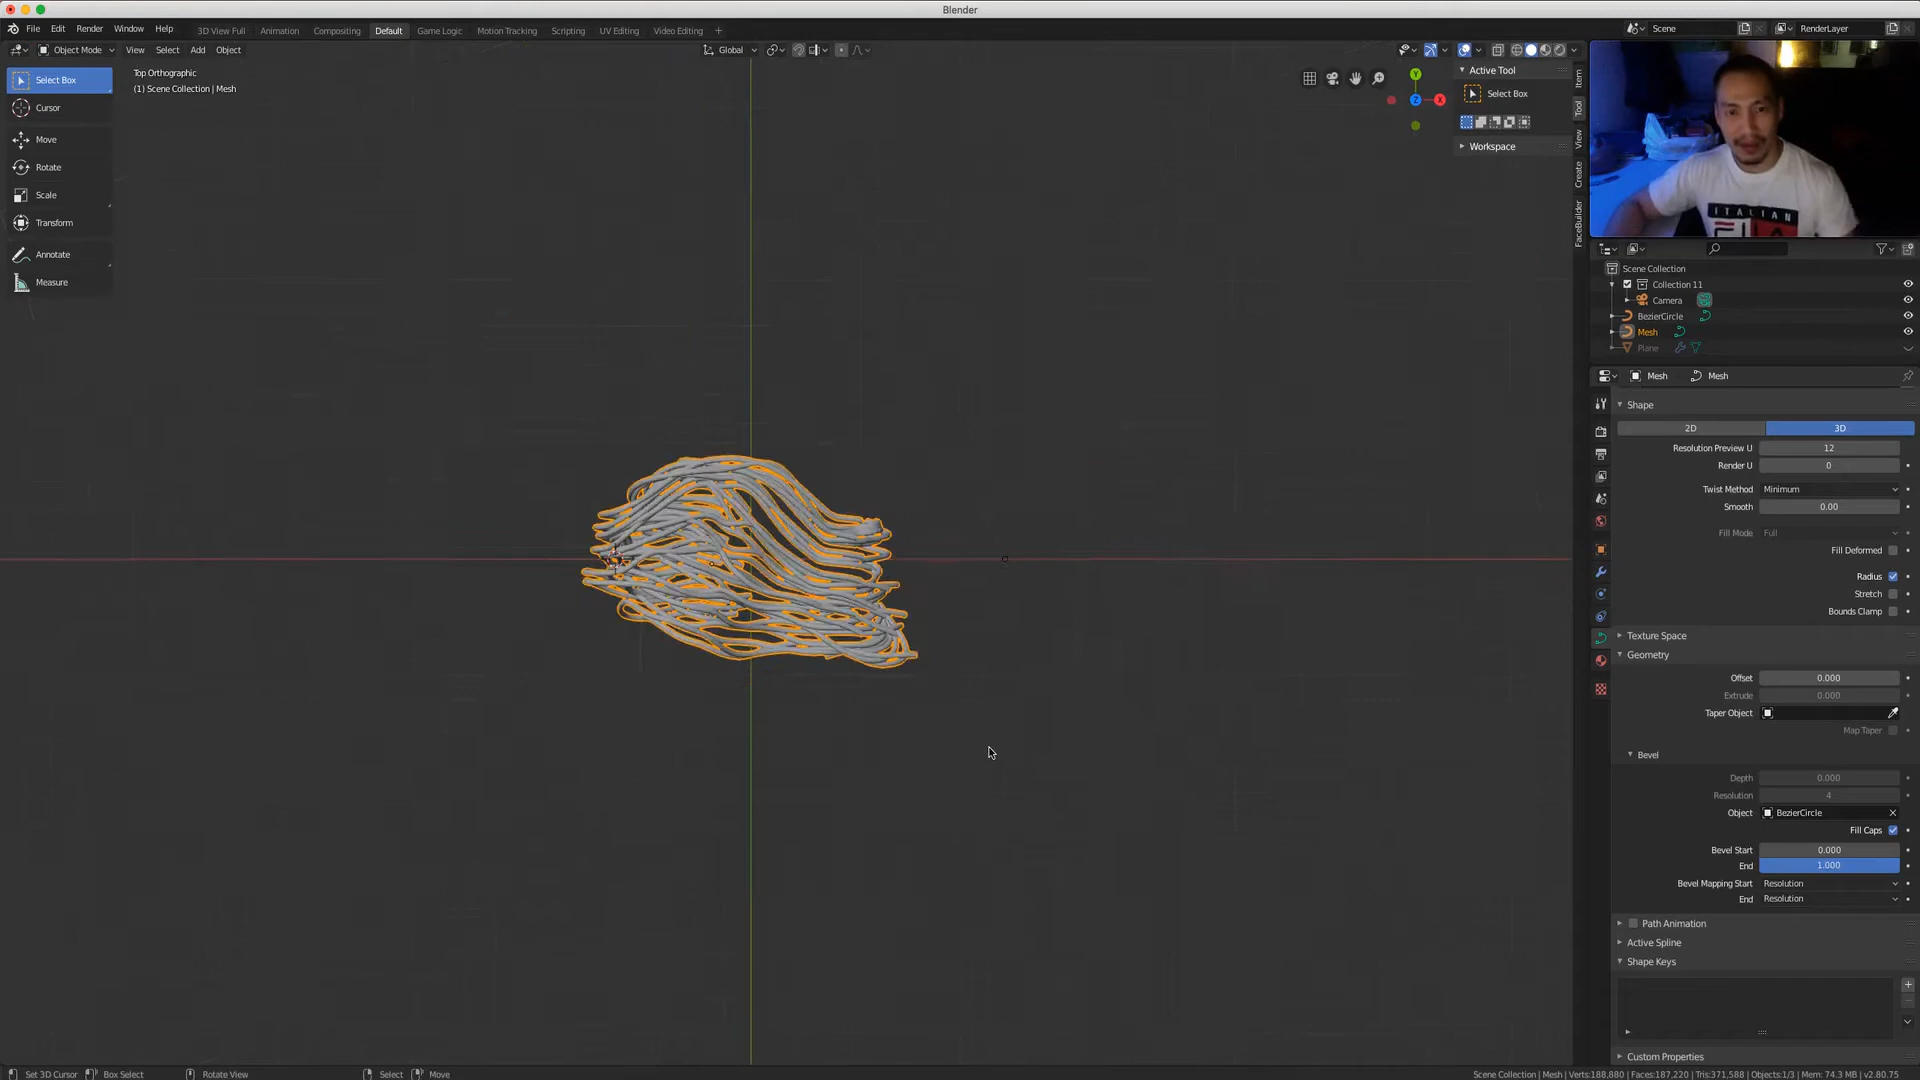 Blender
File Edit Render Window Help
3D View Full Animation Compositing Default Game Logic Motion Tracking Scripting UV Editing Video Editing +
Scene RenderLayer
Object Mode View Select Add Object Global
Select Box
Cursor
Move
Rotate
Scale
Transform
Annotate
Measure
Top Orthographic
(1) Scene Collection | Mesh
Y
Z X
Active Tool
Select Box
Workspace
Item
Tool
View
Create
FaceBuilder
ITALIAN
Scene Collection
Collection 11
Camera
BezierCircle
Mesh
Plane
Mesh Mesh
Shape
2D 3D
Resolution Preview U 12
Render U 0
Twist Method Minimum
Smooth 0.00
Fill Mode Full
Fill Deformed
Radius
Stretch
Bounds Clamp
Texture Space
Geometry
Offset 0.000
Extrude 0.000
Taper Object
Map Taper
Bevel
Depth 0.000
Resolution 4
Object BezierCircle
Fill Caps
Bevel Start 0.000
End 1.000
Bevel Mapping Start Resolution
End Resolution
Path Animation
Active Spline
Shape Keys
Custom Properties
Set 3D Cursor Box Select Rotate View Select Move
Scene Collection | Mesh | Verts:188,880 | Faces:187,220 | Tris:371,588 | Objects:1/3 | Mem: 74.3 MB | v2.80.75